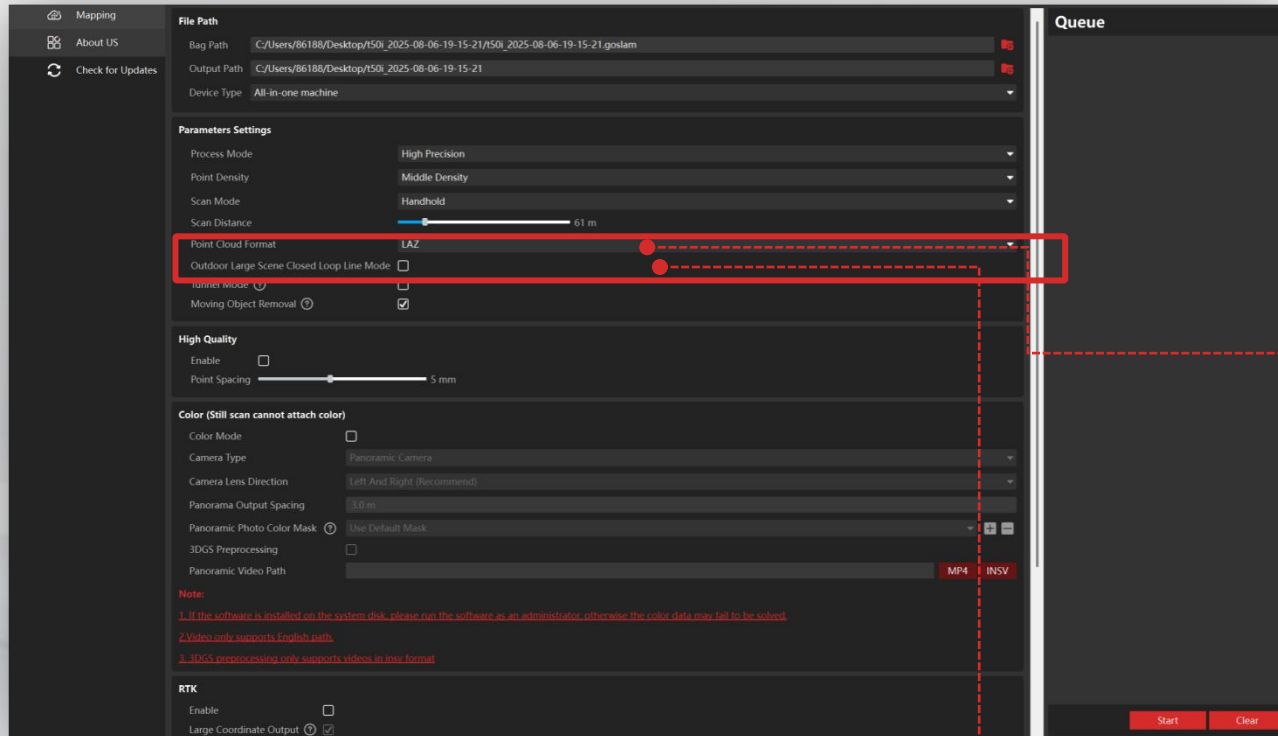 Mapping
About US
Check for Updates
File Path
Bag Path C:/Users/86188/Desktop/t50i_2025-08-06-19-15-21/t50i_2025-08-06-19-15-21.goslam
Output Path C:/Users/86188/Desktop/t50i_2025-08-06-19-15-21
Device Type All-in-one machine
Parameters Settings
Process Mode High Precision
Point Density Middle Density
Scan Mode Handhold
Scan Distance 61 m
Point Cloud Format LAZ
Outdoor Large Scene Closed Loop Line Mode
Tunnel Mode ?
Moving Object Removal ?
High Quality
Enable
Point Spacing 5 mm
Color (Still scan cannot attach color)
Color Mode
Camera Type Panoramic Camera
Camera Lens Direction Left And Right (Recommend)
Panorama Output Spacing 3.0 m
Panoramic Photo Color Mask ? Use Default Mask
3DGS Preprocessing
Panoramic Video Path MP4 INSV
Note:
1. If the software is installed on the system disk, please run the software as an administrator, otherwise the color data may fail to be solved.
2.Video only supports English path.
3. 3DGS preprocessing only supports videos in insv format
RTK
Enable
Large Coordinate Output ?
Queue
Start Clear